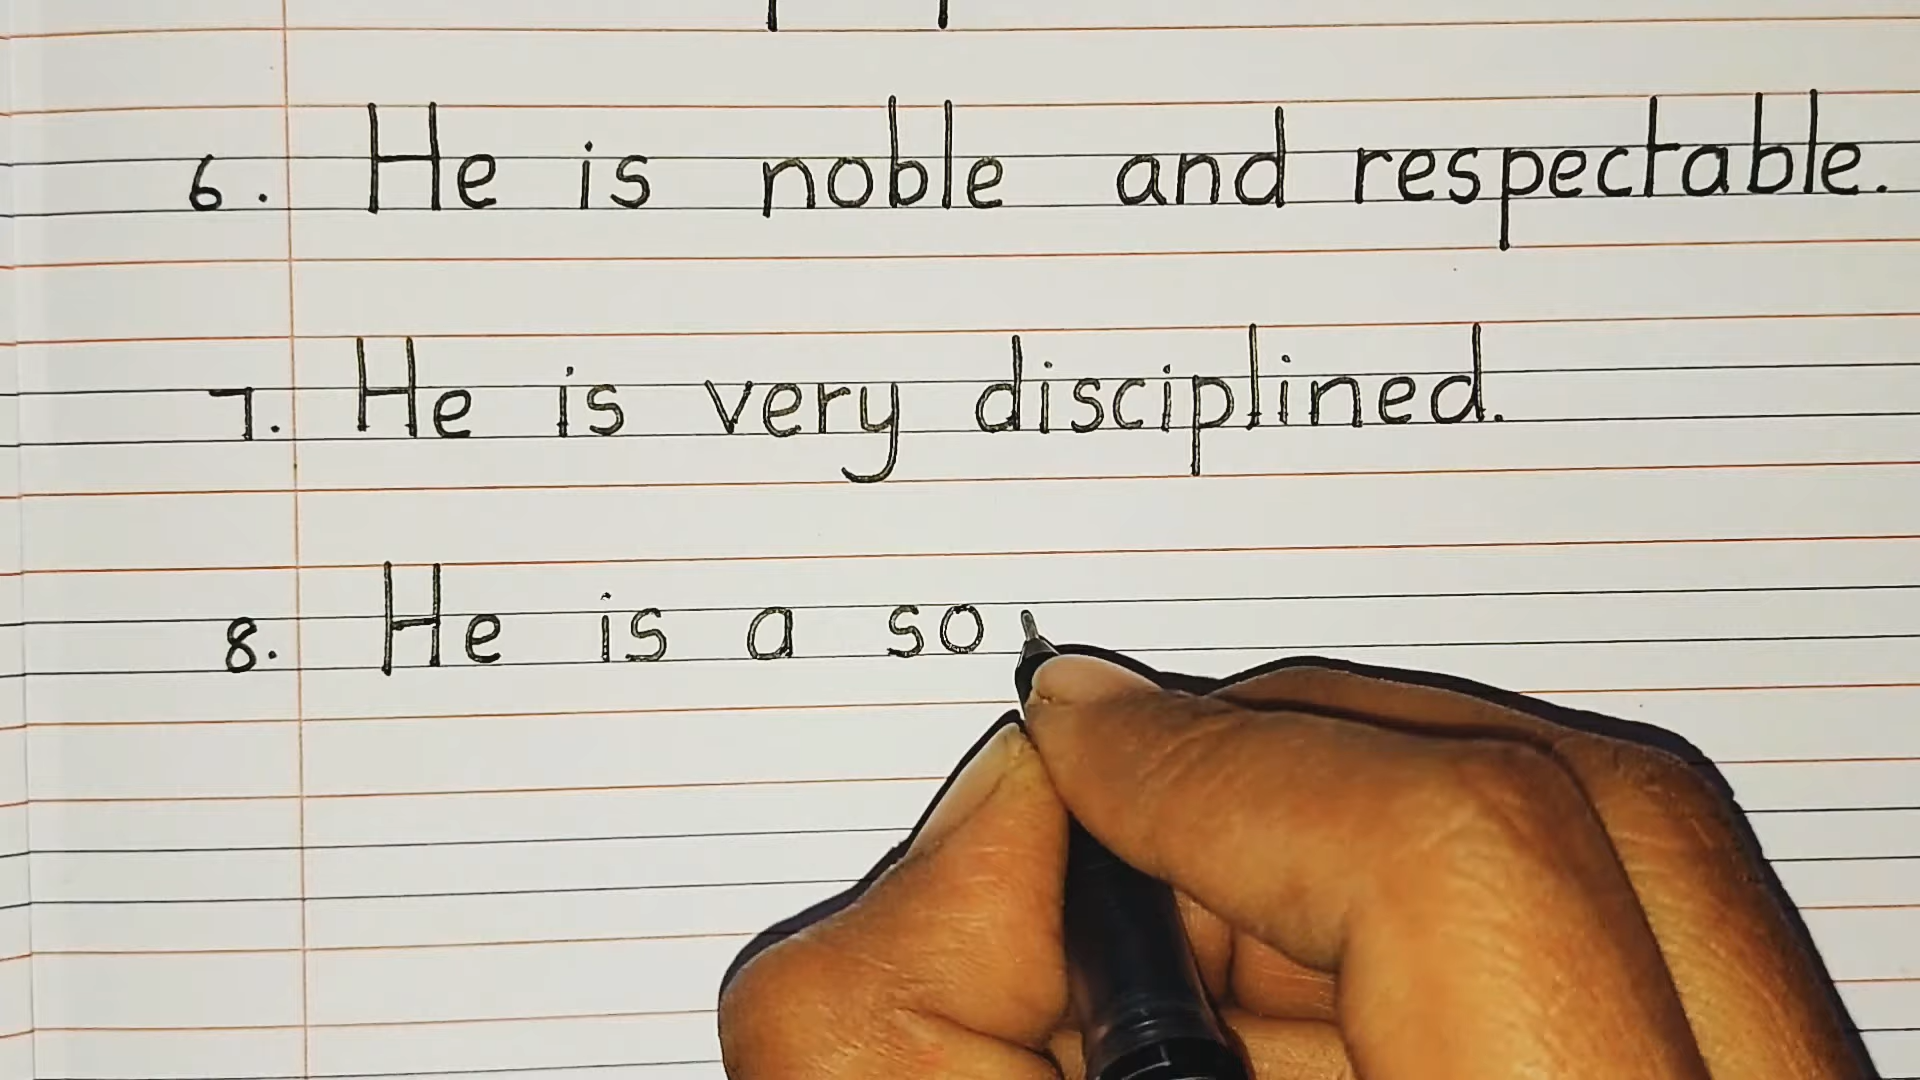 6. He is noble and respectable.
7. He is very disciplined.
8. He is a so